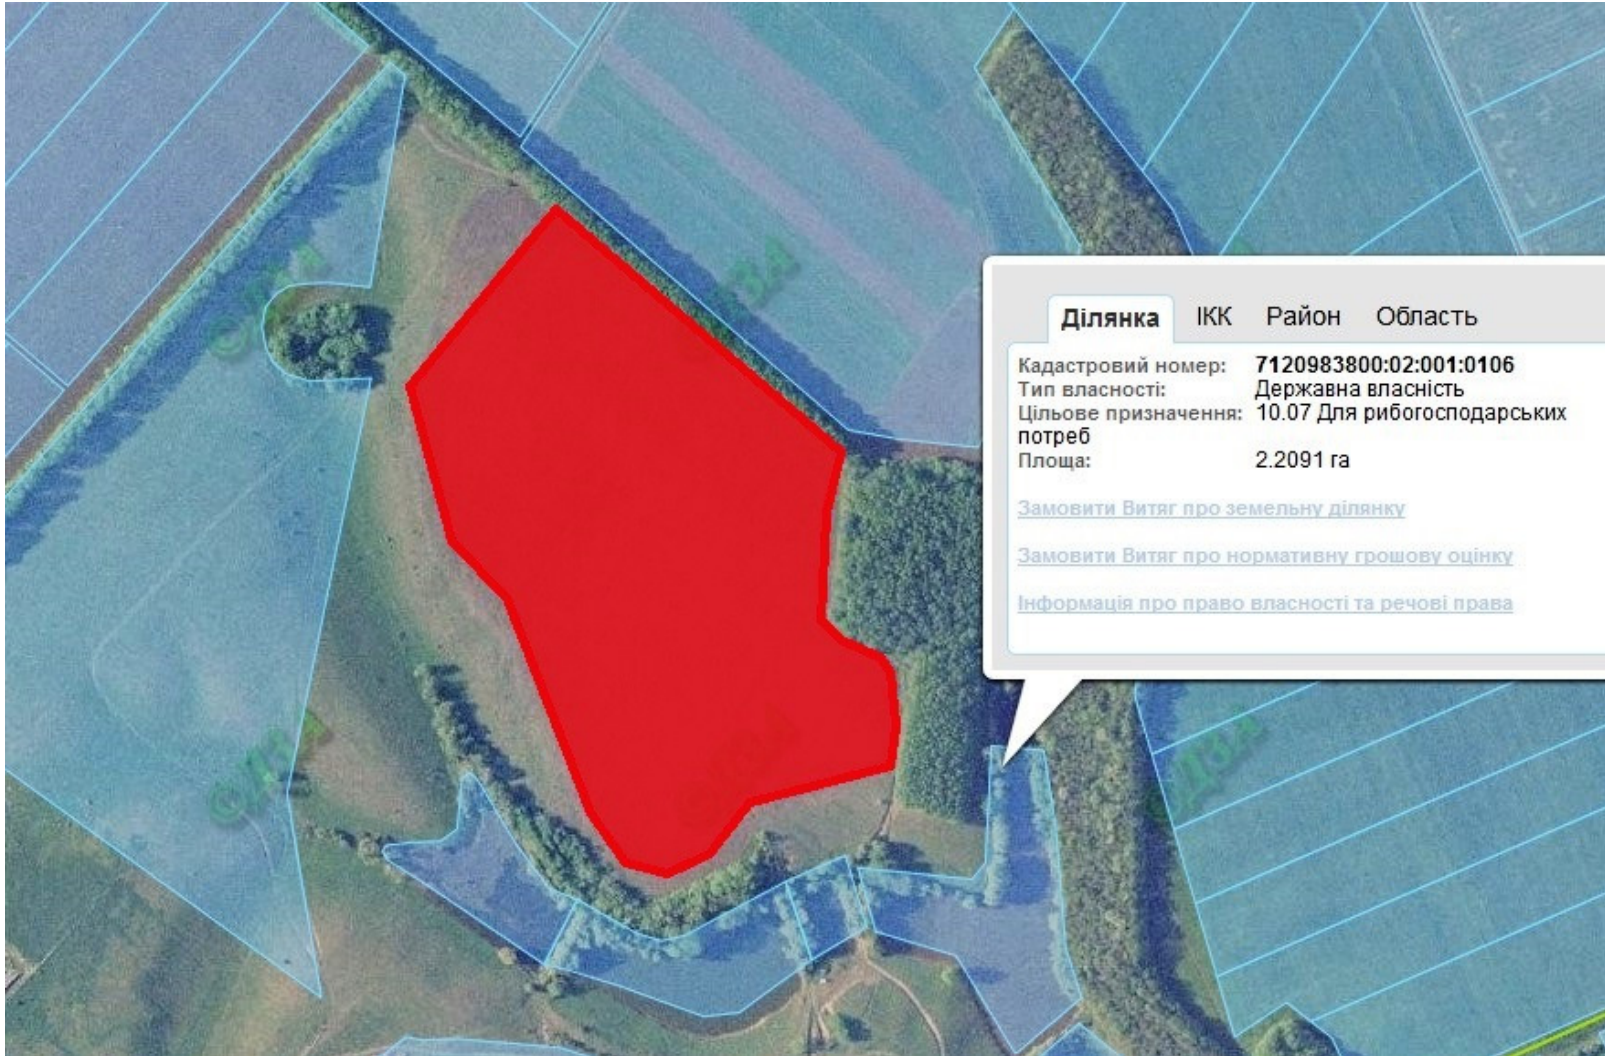 Ділянка ІКК Район Область
Кадастровий номер: 7120983800:02:001:0106
Тип власності: Державна власність
Цільове призначення: 10.07 Для рибогосподарських
потреб
Площа: 2.2091 га
Замовити Витяг про земельну ділянку
Замовити Витяг про нормативну грошову оцінку
Інформація про право власності та речові права